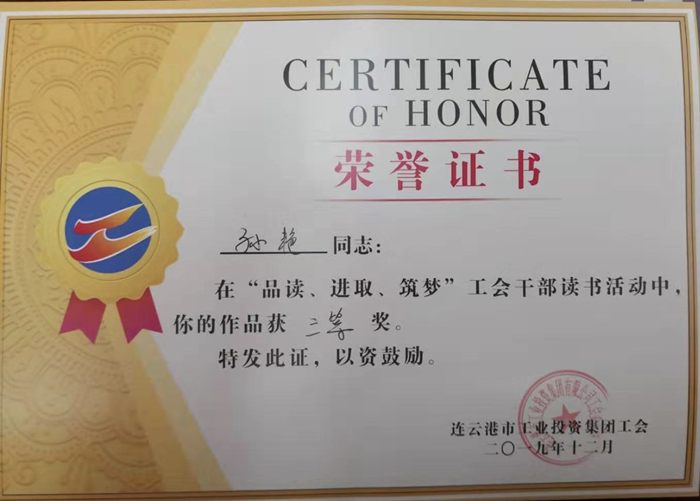 CERTIFICATE
OF HONOR
荣誉证书
孙艳 同志：
在“品读、进取、筑梦”工会干部读书活动中，
你的作品获 三等 奖。
特发此证，以资鼓励。
连云港市工业投资集团工会
二〇一九年十二月